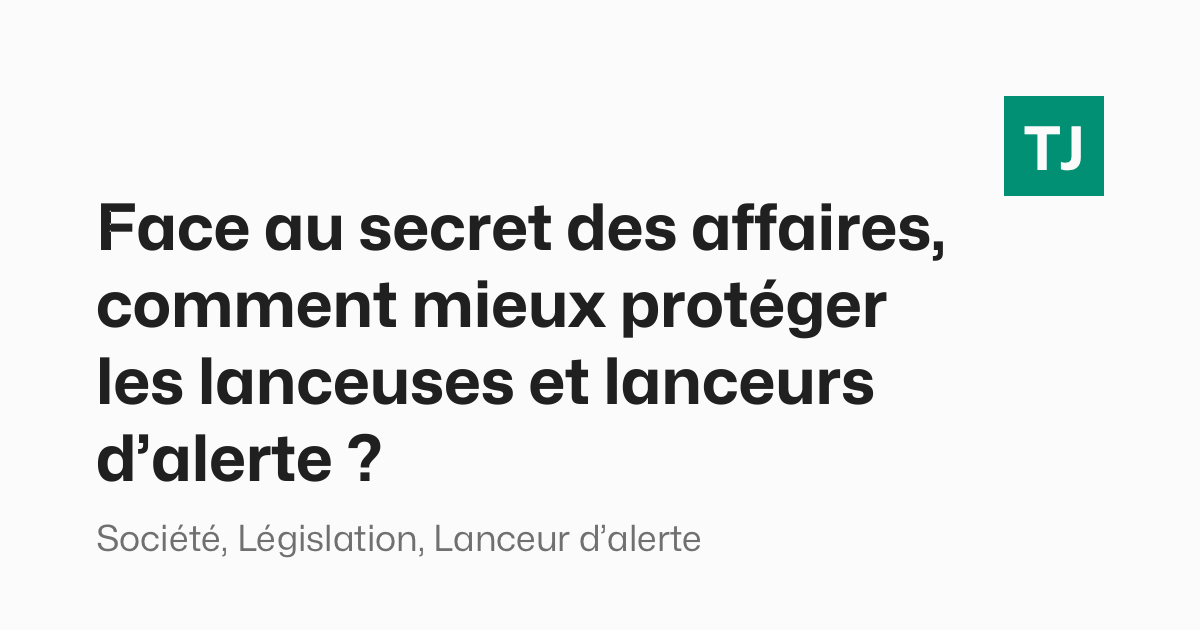 TJ
Face au secret des affaires,
comment mieux protéger
les lanceuses et lanceurs
d’alerte ?
Société, Législation, Lanceur d’alerte